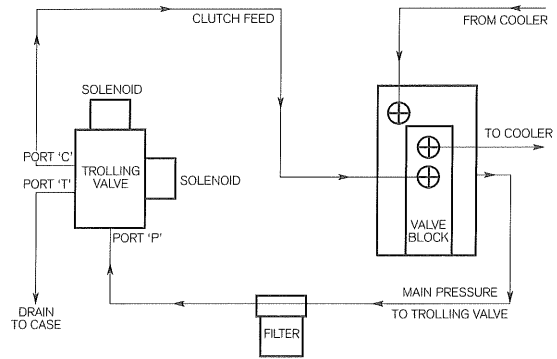 CLUTCH FEED
FROM COOLER
SOLENOID
TO COOLER
PORT 'C'
TROLLING
VALVE
PORT 'T'
SOLENOID
VALVE
BLOCK
PORT 'P'
MAIN PRESSURE
TO TROLLING VALVE
DRAIN
TO CASE
FILTER